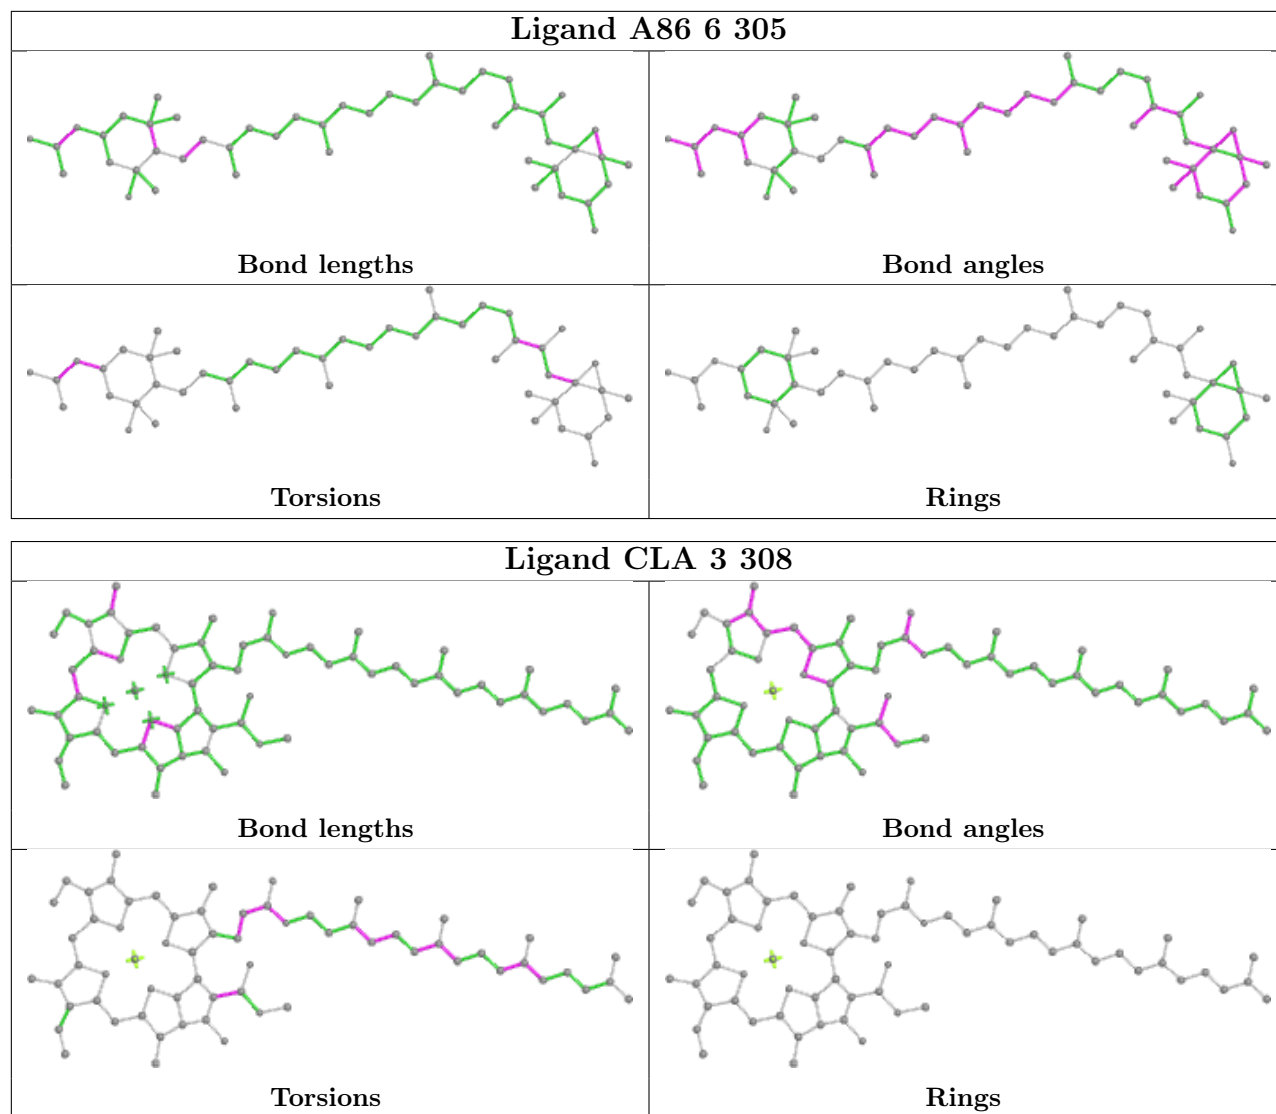 Ligand A86 6 305
Bond lengths
Bond angles
Torsions
Rings
Ligand CLA 3 308
Bond lengths
Bond angles
Torsions
Rings